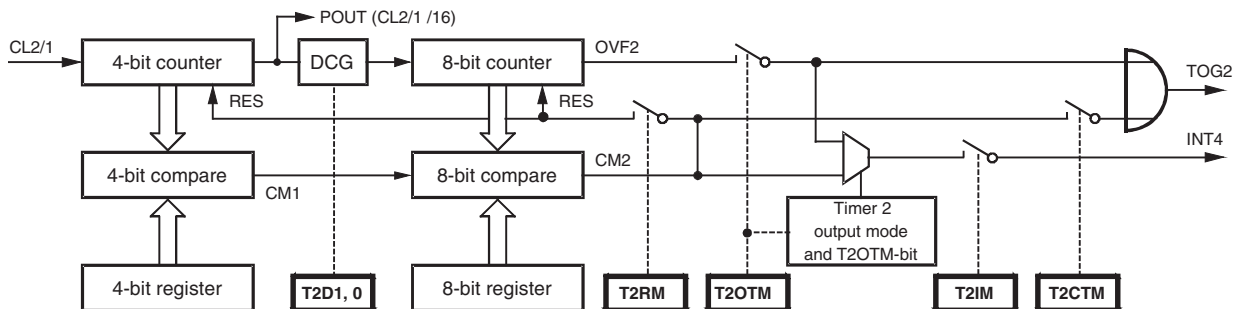 POUT (CL2/1 /16)
CL2/1
4-bit counter
DCG
8-bit counter
OVF2
TOG2
RES
RES
INT4
4-bit compare
CM1
8-bit compare
CM2
Timer 2
output mode
and T2OTM-bit
4-bit register
T2D1, 0
8-bit register
T2RM
T2OTM
T2IM
T2CTM